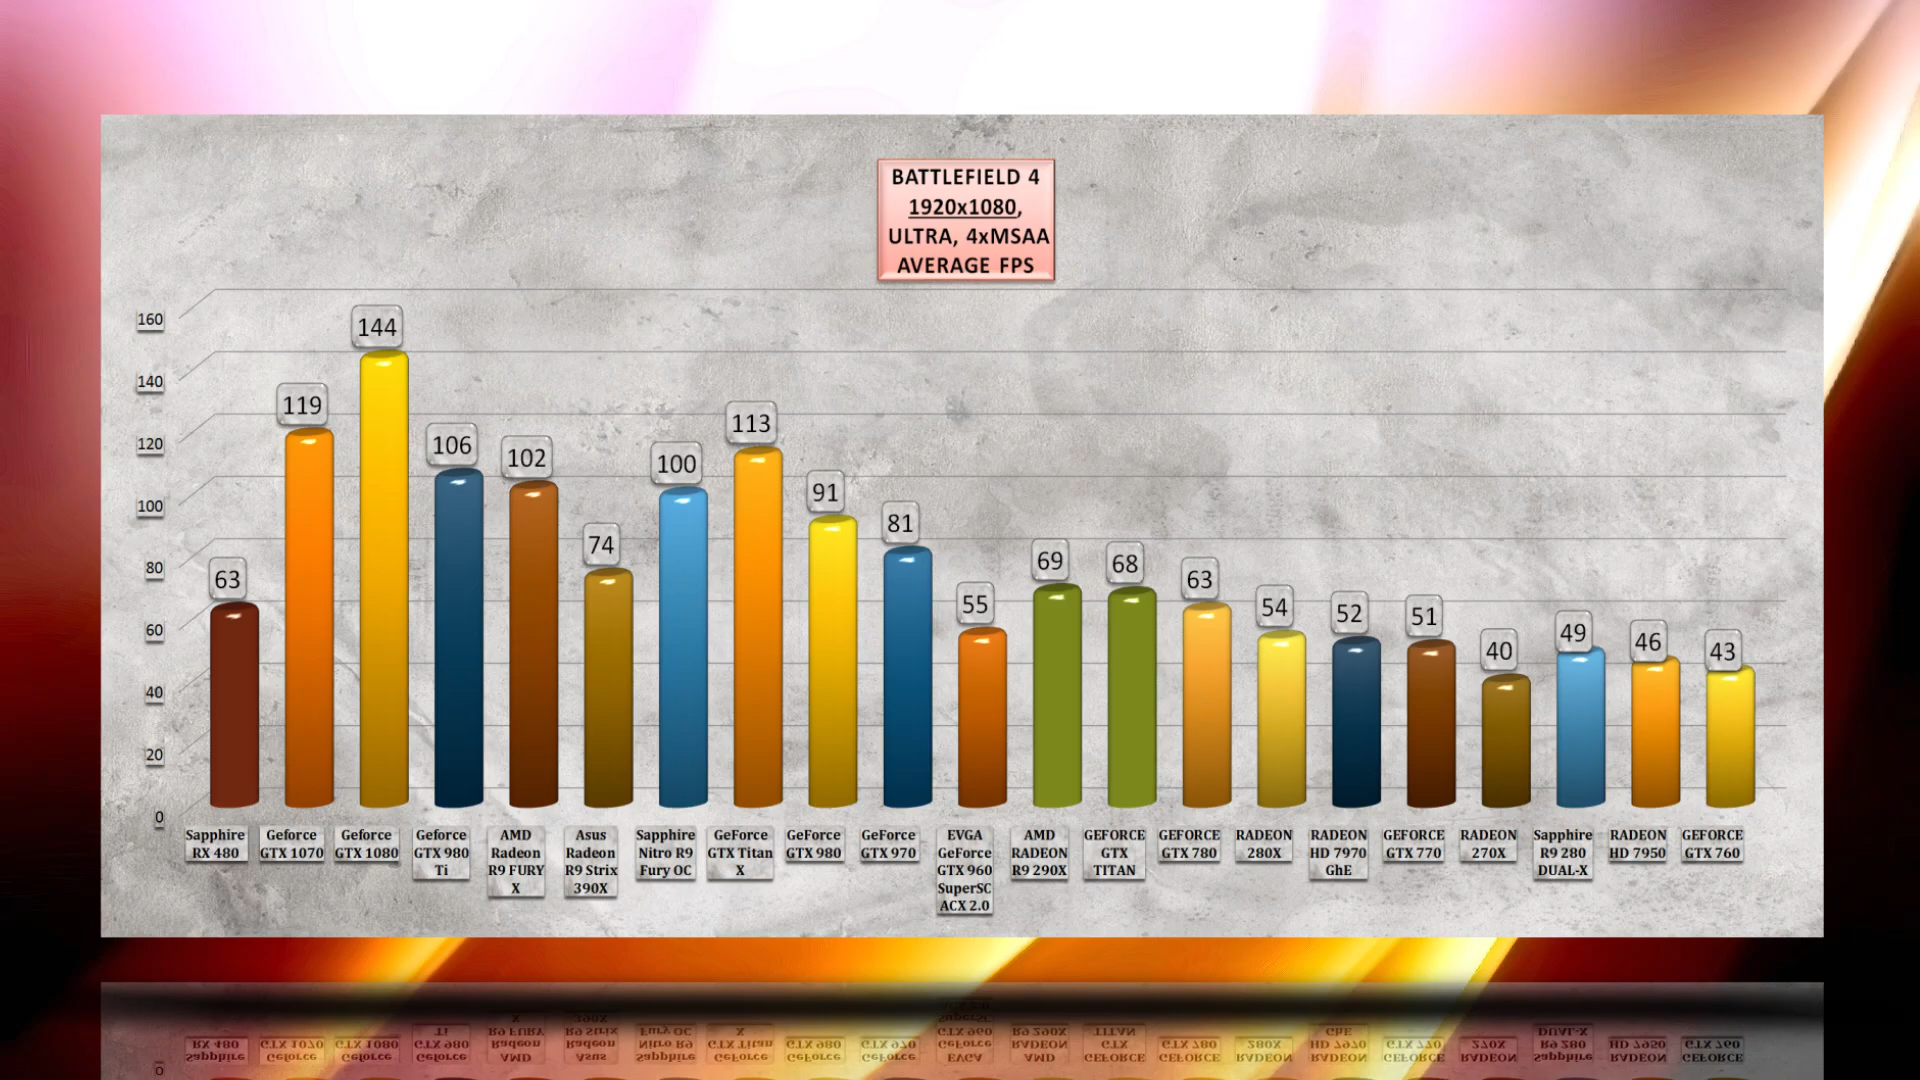 BATTLEFIELD 4
1920x1080,
ULTRA, 4xMSAA
AVERAGE FPS
160
140
120
100
80
60
40
20
0
63
119
144
106
102
74
100
113
91
81
55
69
68
63
54
52
51
40
49
46
43
Sapphire
RX 480
Geforce
GTX 1070
Geforce
GTX 1080
Geforce
GTX 980
Ti
AMD
Radeon
R9 FURY
X
Asus
Radeon
R9 Strix
390X
Sapphire
Nitro R9
Fury OC
GeForce
GTX Titan
X
GeForce
GTX 980
GeForce
GTX 970
EVGA
GeForce
GTX 960
SuperSC
ACX 2.0
AMD
RADEON
R9 290X
GEFORCE
GTX
TITAN
GEFORCE
GTX 780
RADEON
280X
RADEON
HD 7970
GhE
GEFORCE
GTX 770
RADEON
270X
Sapphire
R9 280
DUAL-X
RADEON
HD 7950
GEFORCE
GTX 760